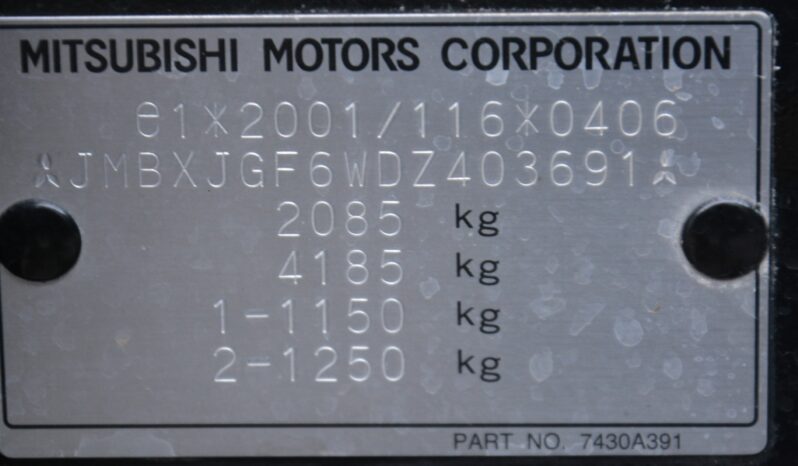 MITSUBISHI MOTORS CORPORATION
e1*2001/116*0406
JMBXJGF6WDZ403691
2085 kg
4185 kg
1-1150 kg
2-1250 kg
PART NO. 7430A391